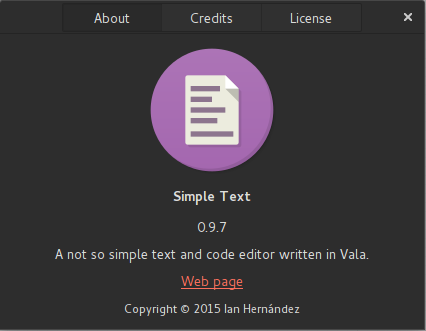 About Credits License
Simple Text
0.9.7
A not so simple text and code editor written in Vala.
Web page
Copyright © 2015 Ian Hernández